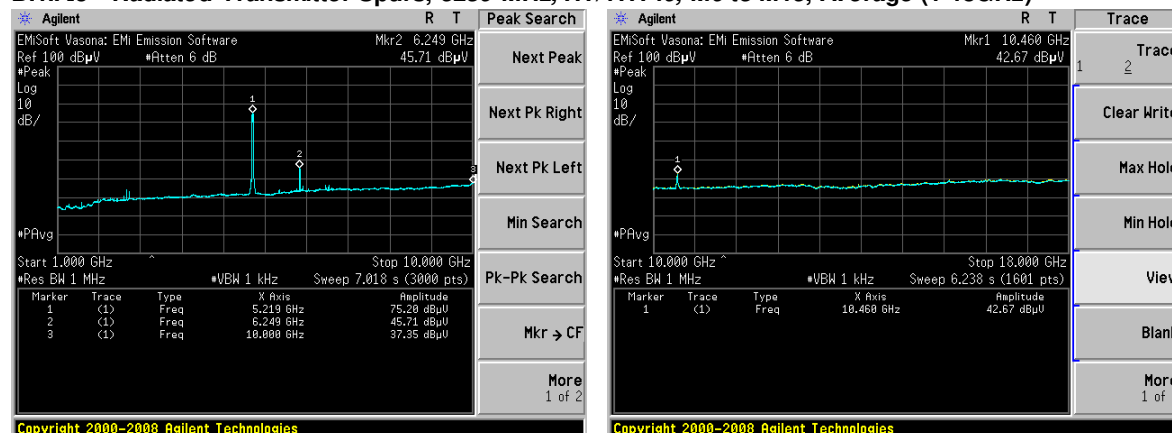 Agilent R T Peak Search
EMiSoft Vasona: EMi Emission Software Mkr2 6.249 GHz
Ref 100 dBµV #Atten 6 dB 45.71 dBµV
#Peak
Log
10
dB/
1
2
3
#PAvg
Start 1.000 GHz ^ Stop 10.000 GHz
#Res BW 1 MHz #VBW 1 kHz Sweep 7.018 s (3000 pts)
Marker Trace Type X Axis Amplitude
1 (1) Freq 5.219 GHz 75.20 dBµV
2 (1) Freq 6.249 GHz 45.71 dBµV
3 (1) Freq 10.000 GHz 37.35 dBµV
Copyright 2000-2008 Agilent Technologies
Next Peak
Next Pk Right
Next Pk Left
Min Search
Pk-Pk Search
Mkr → CF
More
1 of 2
Agilent R T Trace
EMiSoft Vasona: EMi Emission Software Mkr1 10.460 GHz
Ref 100 dBµV #Atten 6 dB 42.67 dBµV
#Peak
Log
10
dB/
1
#PAvg
Start 10.000 GHz ^ Stop 18.000 GHz
#Res BW 1 MHz #VBW 1 kHz Sweep 6.238 s (1601 pts)
Marker Trace Type X Axis Amplitude
1 (1) Freq 10.460 GHz 42.67 dBµV
Copyright 2000-2008 Agilent Technologies
Trace
1 2
Clear Write
Max Hold
Min Hold
View
Blank
More
1 of